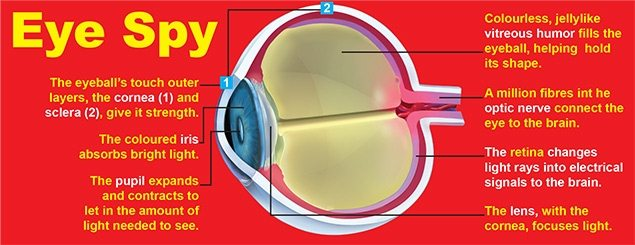 Eye Spy
The eyeball's touch outer
layers, the cornea (1) and
sclera (2), give it strength.
The coloured iris
absorbs bright light.
The pupil expands
and contracts to
let in the amount of
light needed to see.
1
2
Colourless, jellylike
vitreous humor fills the
eyeball, helping hold
its shape.
A million fibres int he
optic nerve connect the
eye to the brain.
The retina changes
light rays into electrical
signals to the brain.
The lens, with the
cornea, focuses light.